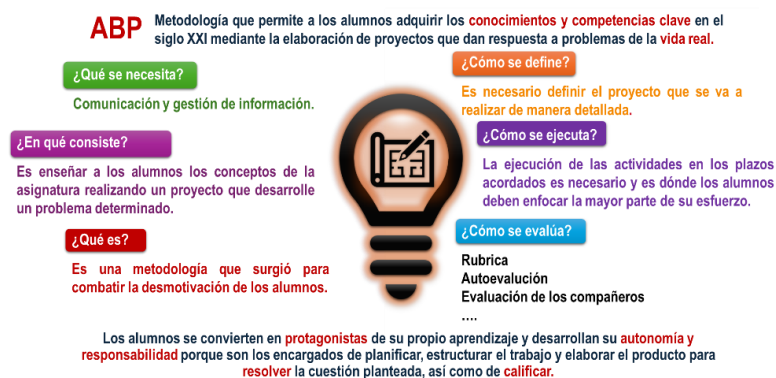 ABP
Metodología que permite a los alumnos adquirir los conocimientos y competencias clave en el
siglo XXI mediante la elaboración de proyectos que dan respuesta a problemas de la vida real.
¿Qué se necesita?
Comunicación y gestión de información.
¿En qué consiste?
Es enseñar a los alumnos los conceptos de la
asignatura realizando un proyecto que desarrolle
un problema determinado.
¿Qué es?
Es una metodología que surgió para
combatir la desmotivación de los alumnos.
¿Cómo se define?
Es necesario definir el proyecto que se va a
realizar de manera detallada.
¿Cómo se ejecuta?
La ejecución de las actividades en los plazos
acordados es necesario y es dónde los alumnos
deben enfocar la mayor parte de su esfuerzo.
¿Cómo se evalúa?
Rubrica
Autoevalución
Evaluación de los compañeros
....
Los alumnos se convierten en protagonistas de su propio aprendizaje y desarrollan su autonomía y
responsabilidad porque son los encargados de planificar, estructurar el trabajo y elaborar el producto para
resolver la cuestión planteada, así como de calificar.